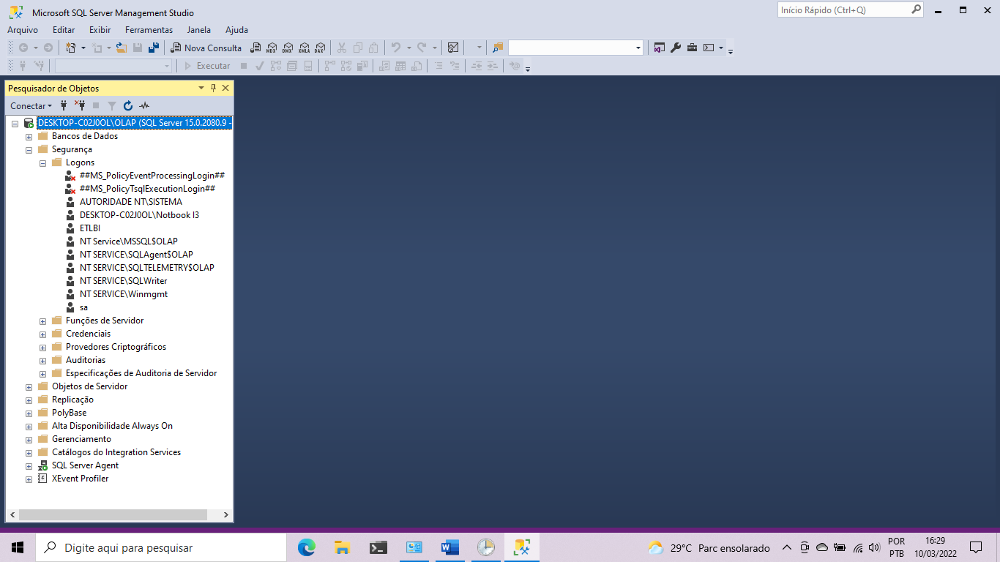 Microsoft SQL Server Management Studio
Início Rápido (Ctrl+Q)
Arquivo Editar Exibir Ferramentas Janela Ajuda
Nova Consulta MDX DMX XMLA DAX
Executar
Pesquisador de Objetos
Conectar
DESKTOP-C02J0OL\OLAP (SQL Server 15.0.2080.9 -
Bancos de Dados
Segurança
Logons
##MS_PolicyEventProcessingLogin##
##MS_PolicyTsqlExecutionLogin##
AUTORIDADE NT\SISTEMA
DESKTOP-C02J0OL\Notbook I3
ETLBI
NT Service\MSSQL$OLAP
NT SERVICE\SQLAgent$OLAP
NT SERVICE\SQLTELEMETRY$OLAP
NT SERVICE\SQLWriter
NT SERVICE\Winmgmt
sa
Funções de Servidor
Credenciais
Provedores Criptográficos
Auditorias
Especificações de Auditoria de Servidor
Objetos de Servidor
Replicação
PolyBase
Alta Disponibilidade Always On
Gerenciamento
Catálogos do Integration Services
SQL Server Agent
XEvent Profiler
Digite aqui para pesquisar
29°C Parc ensolarado
POR
PTB
16:29
10/03/2022